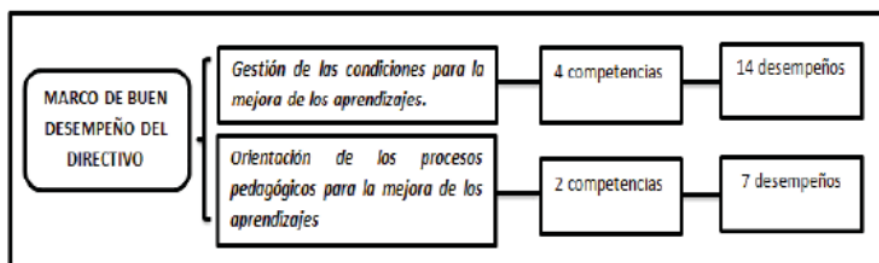 MARCO DE BUEN
DESEMPEÑO DEL
DIRECTIVO
Gestión de las condiciones para la
mejora de los aprendizajes.
4 competencias
14 desempeños
Orientación de los procesos
pedagógicos para la mejora de los
aprendizajes
2 competencias
7 desempeños